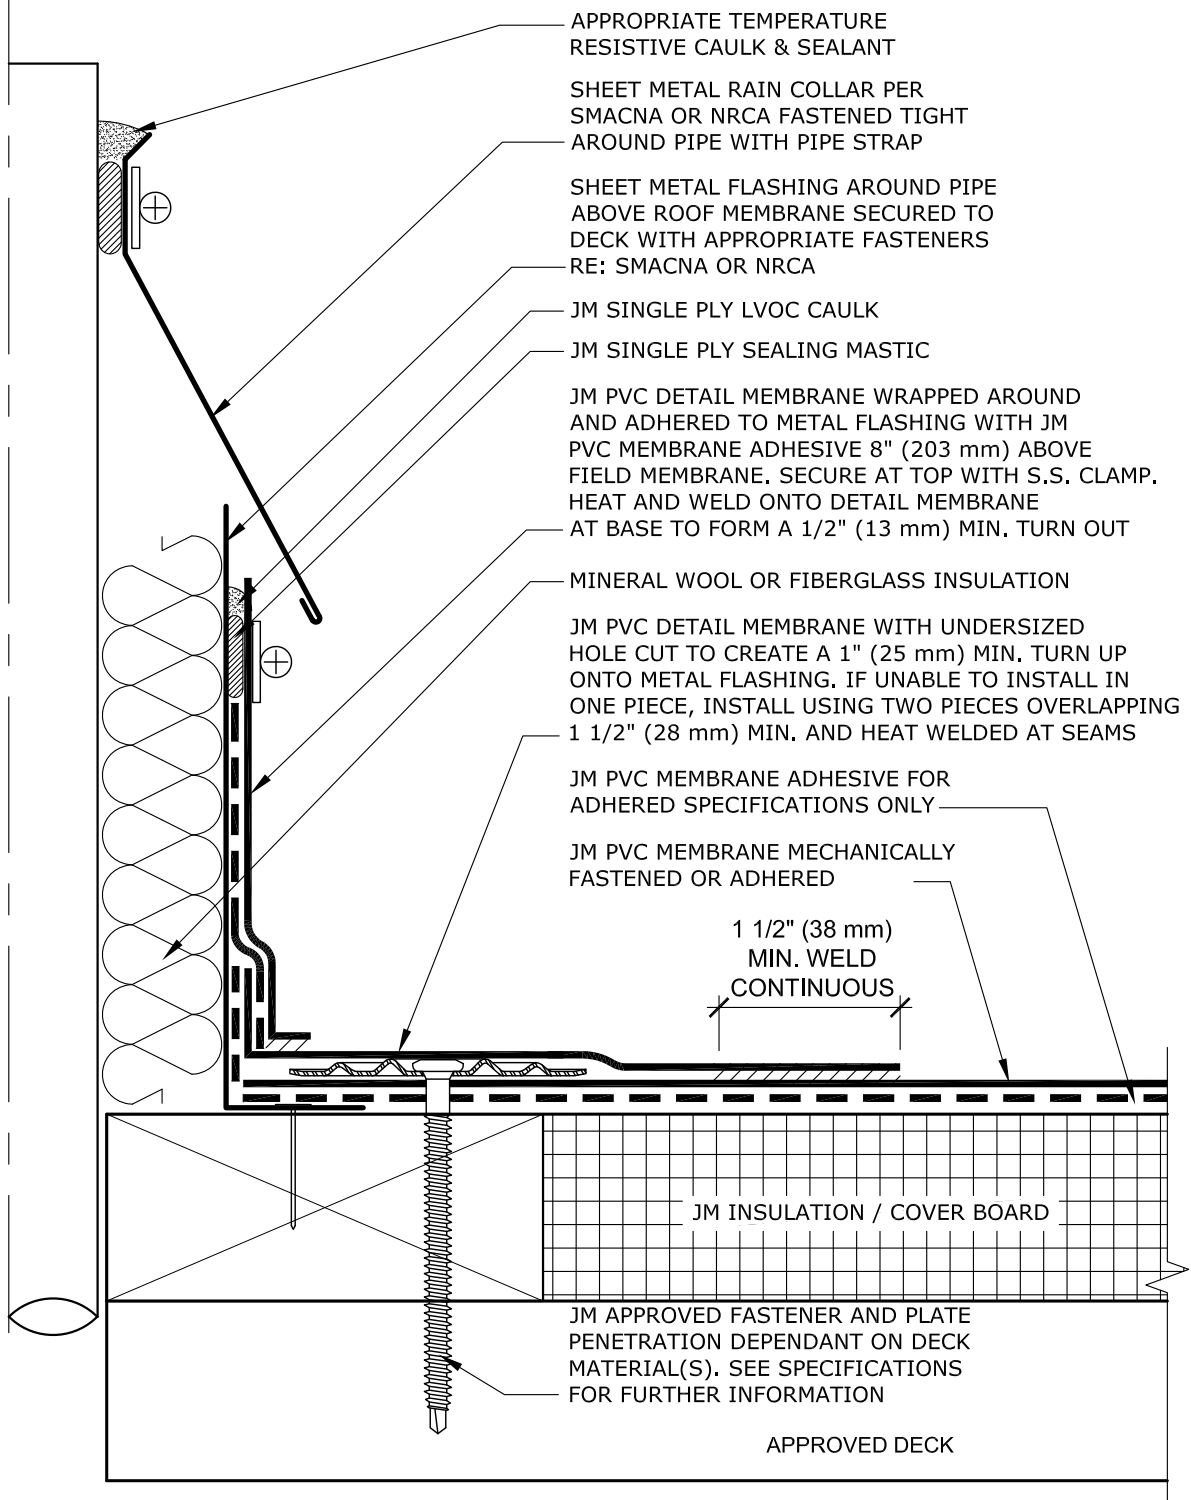 APPROPRIATE TEMPERATURE
RESISTIVE CAULK & SEALANT
SHEET METAL RAIN COLLAR PER
SMACNA OR NRCA FASTENED TIGHT
AROUND PIPE WITH PIPE STRAP
SHEET METAL FLASHING AROUND PIPE
ABOVE ROOF MEMBRANE SECURED TO
DECK WITH APPROPRIATE FASTENERS
RE: SMACNA OR NRCA
JM SINGLE PLY LVOC CAULK
JM SINGLE PLY SEALING MASTIC
JM PVC DETAIL MEMBRANE WRAPPED AROUND
AND ADHERED TO METAL FLASHING WITH JM
PVC MEMBRANE ADHESIVE 8" (203 mm) ABOVE
FIELD MEMBRANE. SECURE AT TOP WITH S.S. CLAMP.
HEAT AND WELD ONTO DETAIL MEMBRANE
AT BASE TO FORM A 1/2" (13 mm) MIN. TURN OUT
MINERAL WOOL OR FIBERGLASS INSULATION
JM PVC DETAIL MEMBRANE WITH UNDERSIZED
HOLE CUT TO CREATE A 1" (25 mm) MIN. TURN UP
ONTO METAL FLASHING. IF UNABLE TO INSTALL IN
ONE PIECE, INSTALL USING TWO PIECES OVERLAPPING
1 1/2" (28 mm) MIN. AND HEAT WELDED AT SEAMS
JM PVC MEMBRANE ADHESIVE FOR
ADHERED SPECIFICATIONS ONLY
JM PVC MEMBRANE MECHANICALLY
FASTENED OR ADHERED
1 1/2" (38 mm)
MIN. WELD
CONTINUOUS
JM INSULATION / COVER BOARD
JM APPROVED FASTENER AND PLATE
PENETRATION DEPENDANT ON DECK
MATERIAL(S). SEE SPECIFICATIONS
FOR FURTHER INFORMATION
APPROVED DECK